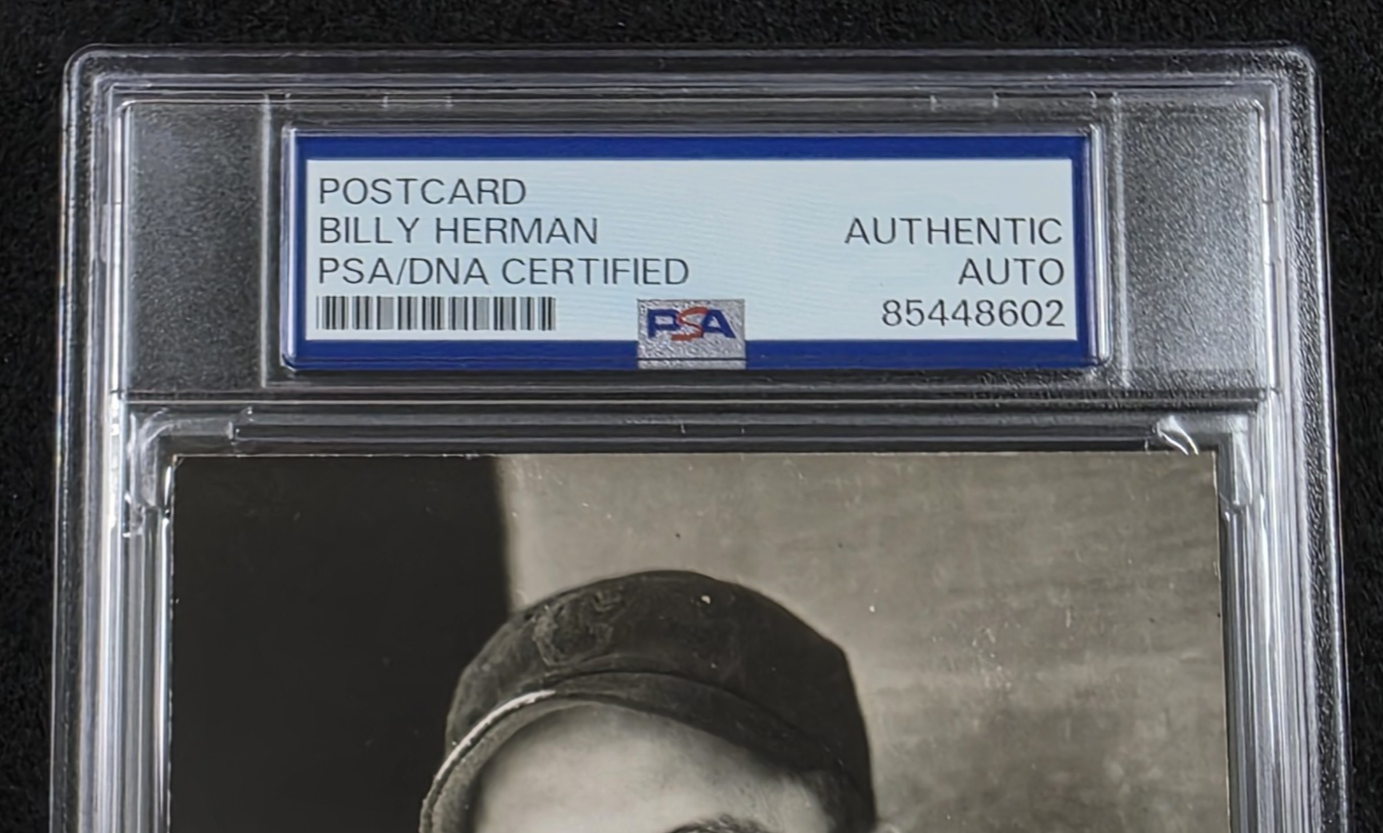 POSTCARD
BILLY HERMAN
AUTHENTIC
PSA/DNA CERTIFIED
AUTO
PSA
85448602